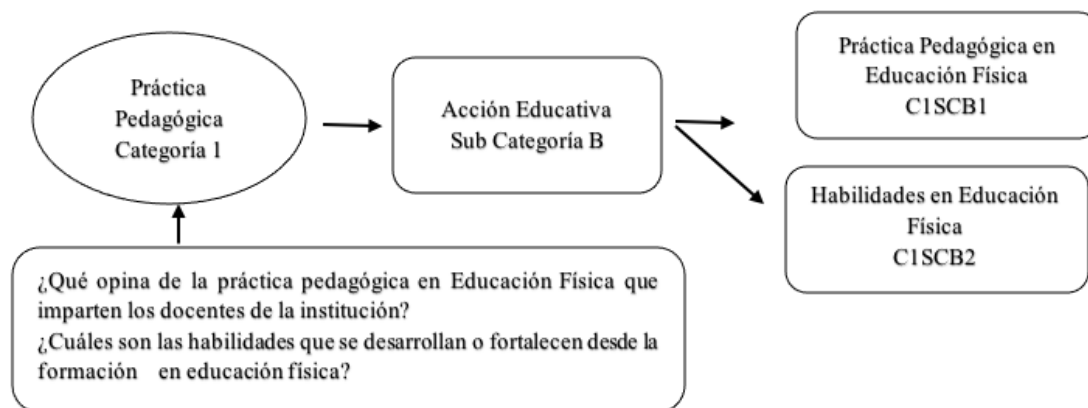 Práctica
Pedagógica
Categoría 1
Acción Educativa
Sub Categoría B
Práctica Pedagógica en
Educación Física
C1SCB1
Habilidades en Educación
Física
C1SCB2
¿Qué opina de la práctica pedagógica en Educación Física que
imparten los docentes de la institución?
¿Cuáles son las habilidades que se desarrollan o fortalecen desde la
formación en educación física?